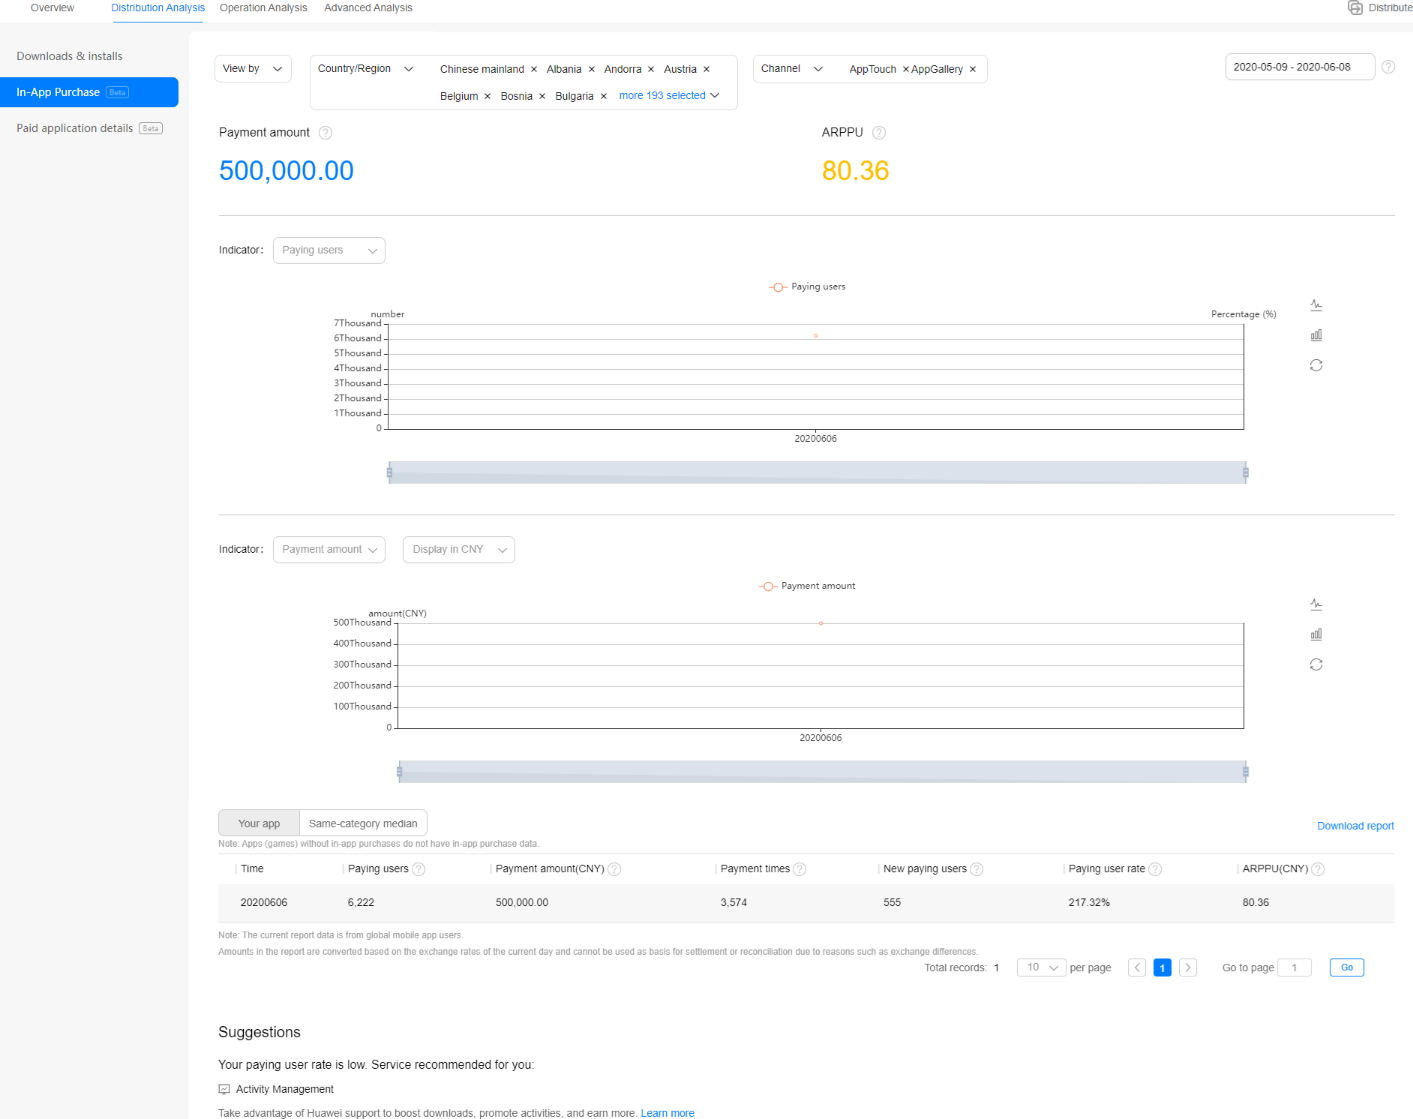 Overview Distribution Analysis Operation Analysis Advanced Analysis Distribute
Downloads & installs
In-App Purchase Beta
Paid application details Beta
View by Country/Region Chinese mainland × Albania × Andorra × Austria × Channel AppTouch × AppGallery × 2020-05-09 - 2020-06-08 ?
Belgium × Bosnia × Bulgaria × more 193 selected
Payment amount ? ARPPU ?
500,000.00 80.36
Indicator: Paying users
Paying users
number Percentage (%)
7Thousand
6Thousand
5Thousand
4Thousand
3Thousand
2Thousand
1Thousand
0
20200606
Indicator: Payment amount Display in CNY
Payment amount
amount(CNY)
500Thousand
400Thousand
300Thousand
200Thousand
100Thousand
0
20200606
Your app Same-category median Download report
Note: Apps (games) without in-app purchases do not have in-app purchase data.
Time Paying users ? Payment amount(CNY) ? Payment times ? New paying users ? Paying user rate ? ARPPU(CNY) ?
20200606 6,222 500,000.00 3,574 555 217.32% 80.36
Note: The current report data is from global mobile app users.
Amounts in the report are converted based on the exchange rates of the current day and cannot be used as basis for settlement or reconciliation due to reasons such as exchange differences.
Total records: 1 10 per page < 1 > Go to page 1 Go
Suggestions
Your paying user rate is low. Service recommended for you:
Activity Management
Take advantage of Huawei support to boost downloads, promote activities, and earn more. Learn more